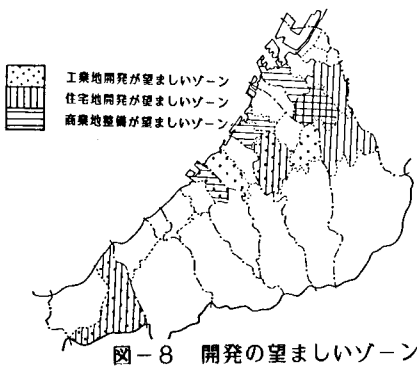 工業地開発が望ましいゾーン
住宅地開発が望ましいゾーン
商業地整備が望ましいゾーン
図－8　開発の望ましいゾーン